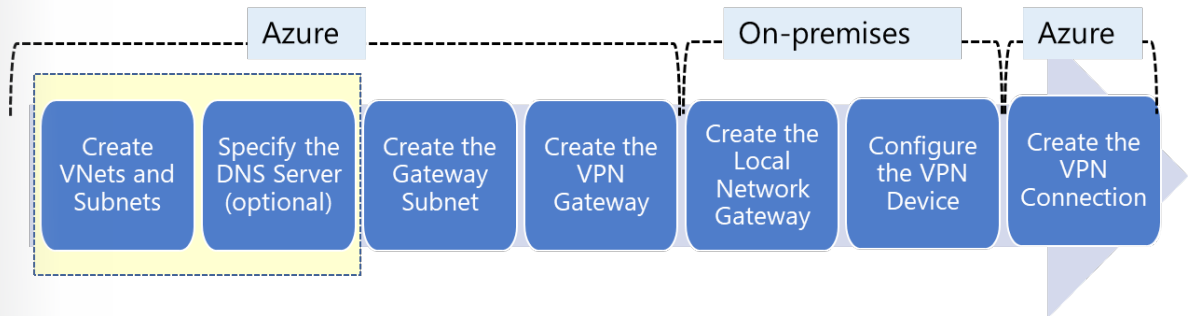 Azure
On-premises
Azure
Create
VNets and
Subnets
Specify the
DNS Server
(optional)
Create the
Gateway
Subnet
Create the
VPN
Gateway
Create the
Local
Network
Gateway
Configure
the VPN
Device
Create the
VPN
Connection